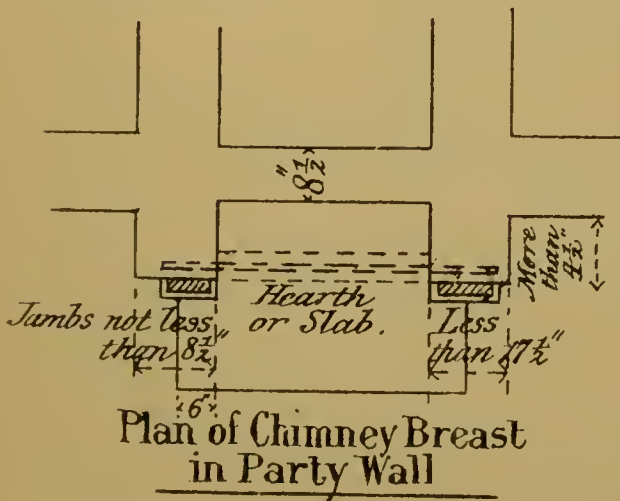 8½"
More
than
4½"
Hearth
or Slab.
Jambs not less
than 8½"
Less
than 17½"
6"
Plan of Chimney Breast
in Party Wall